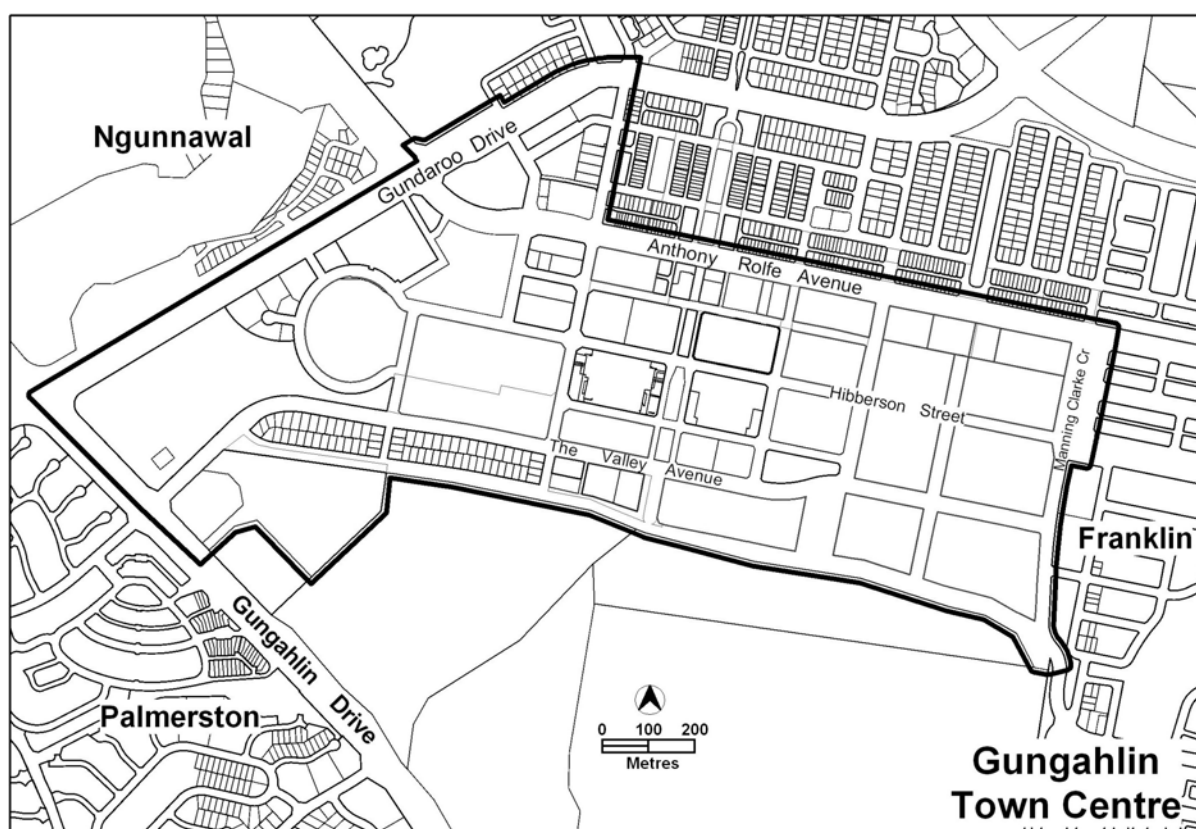 Ngunnawal
Gundaroo Drive
Anthony Rolfe Avenue
Manning Clarke Cr
Hibberson Street
The Valley Avenue
Franklin
Gungahlin Drive
Palmerston
0 100 200
Metres
Gungahlin
Town Centre